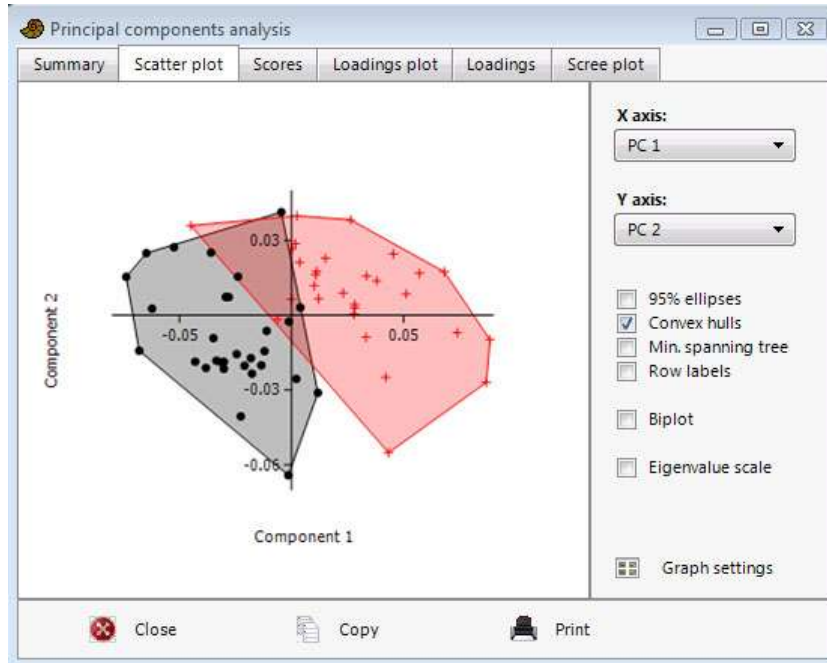 Principal components analysis
Summary Scatter plot Scores Loadings plot Loadings Scree plot
X axis:
PC 1
Y axis:
PC 2
95% ellipses
Convex hulls
Min. spanning tree
Row labels
Biplot
Eigenvalue scale
Graph settings
Component 2
0.03
-0.05 0.05
-0.03
-0.06
Component 1
Close Copy Print